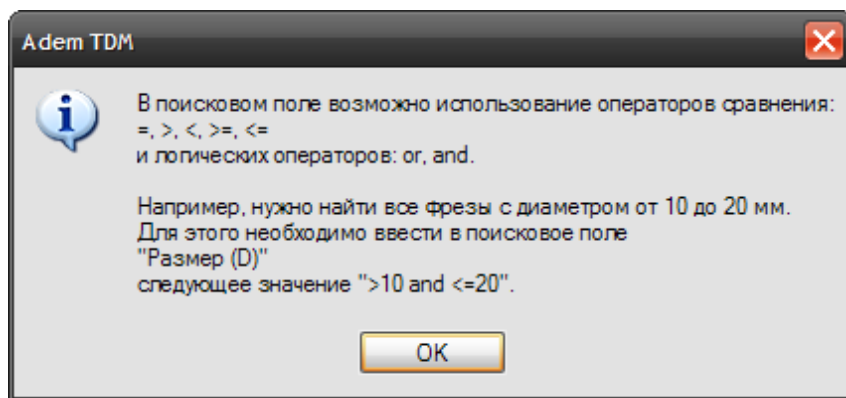 Adem TDM
В поисковом поле возможно использование операторов сравнения:
=, >, <, >=, <=
и логических операторов: or, and.
Например, нужно найти все фрезы с диаметром от 10 до 20 мм.
Для этого необходимо ввести в поисковое поле
"Размер (D)"
следующее значение ">10 and <=20".
OK